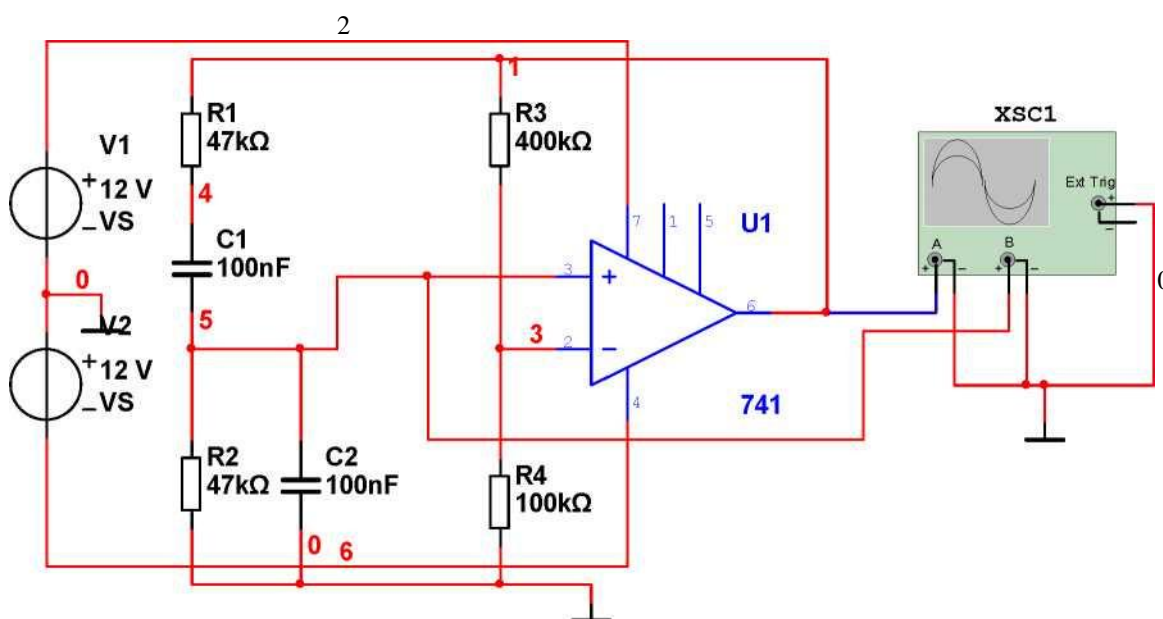 2
1
R1
47kΩ
R3
400kΩ
XSC1
V1
+
12 V
_VS
4
Ext Trig
+
_
7
1
5
U1
C1
100nF
A
B
+ _ + _
0
0
3
+
5
6
V2
3
2
−
+
12 V
_VS
4
741
R2
47kΩ
C2
100nF
R4
100kΩ
0
6